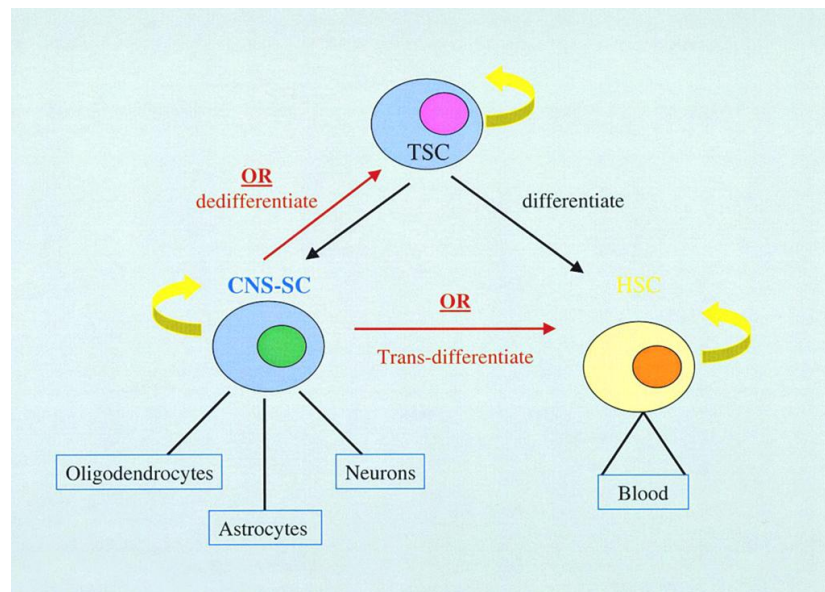 TSC
OR
dedifferentiate
differentiate
CNS-SC
HSC
OR
Trans-differentiate
Oligodendrocytes
Neurons
Astrocytes
Blood